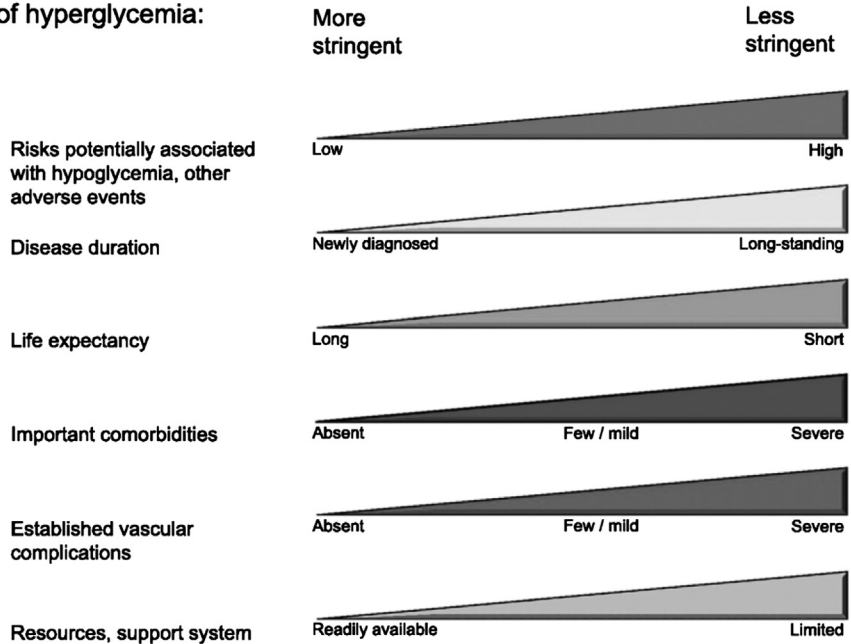 of hyperglycemia:
More
stringent
Less
stringent
Risks potentially associated
with hypoglycemia, other
adverse events
Low
High
Disease duration
Newly diagnosed
Long-standing
Life expectancy
Long
Short
Important comorbidities
Absent
Few / mild
Severe
Established vascular
complications
Absent
Few / mild
Severe
Resources, support system
Readily available
Limited